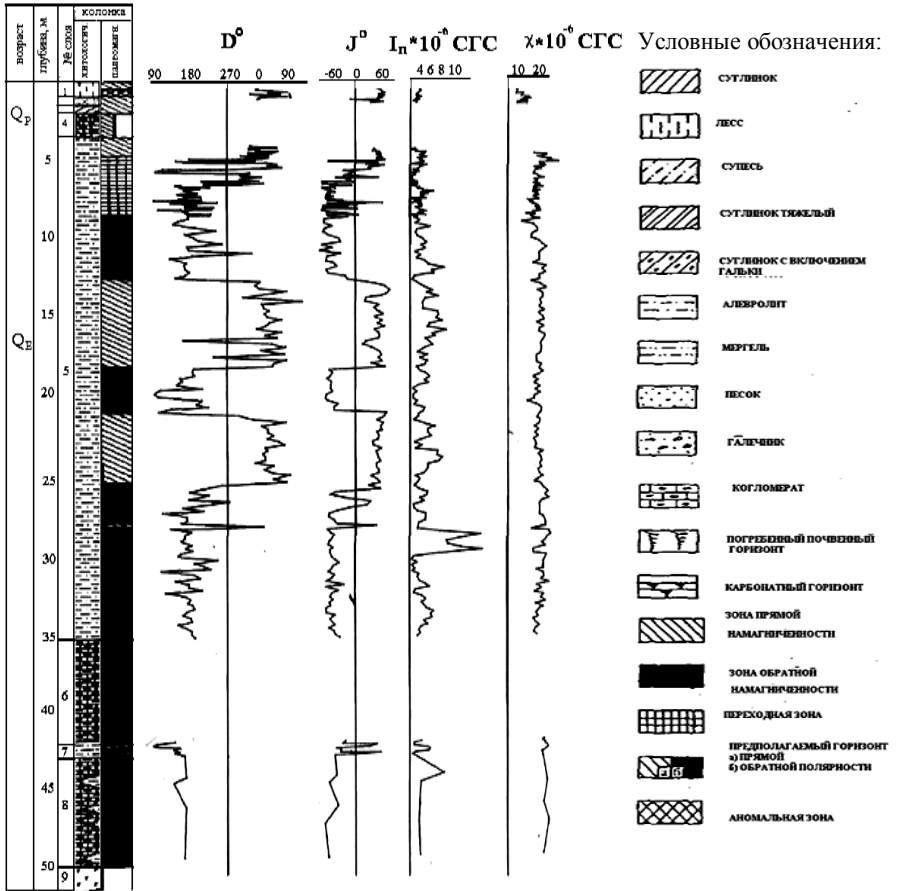 КОЛОНКА
возраст
глубина, м.
№ слоя
литологич.
палеомагн.
D°
J°
Iₙ*10⁻⁶ СГС
χ*10⁻⁶ СГС
90 180 270 0 90
-60 0 60
4 6 8 10
10 20
Q_P
Q_E
1
4
5
6
7
8
9
5
10
15
20
25
30
35
40
45
50
Условные обозначения:
СУГЛИНОК
ЛЕСС
СУПЕСЬ
СУГЛИНОК ТЯЖЕЛЫЙ
СУГЛИНОК С ВКЛЮЧЕНИЕМ
ГАЛЬКИ
АЛЕВРОЛИТ
МЕРГЕЛЬ
ПЕСОК
ГАЛЕЧНИК
КОГЛОМЕРАТ
ПОГРЕБЕННЫЙ ПОЧВЕННЫЙ
ГОРИЗОНТ
КАРБОНАТНЫЙ ГОРИЗОНТ
ЗОНА ПРЯМОЙ
НАМАГНИЧЕННОСТИ
ЗОНА ОБРАТНОЙ
НАМАГНИЧЕННОСТИ
ПЕРЕХОДНАЯ ЗОНА
ПРЕДПОЛАГАЕМЫЙ ГОРИЗОНТ
а) ПРЯМОЙ
б) ОБРАТНОЙ ПОЛЯРНОСТИ
а б
АНОМАЛЬНАЯ ЗОНА